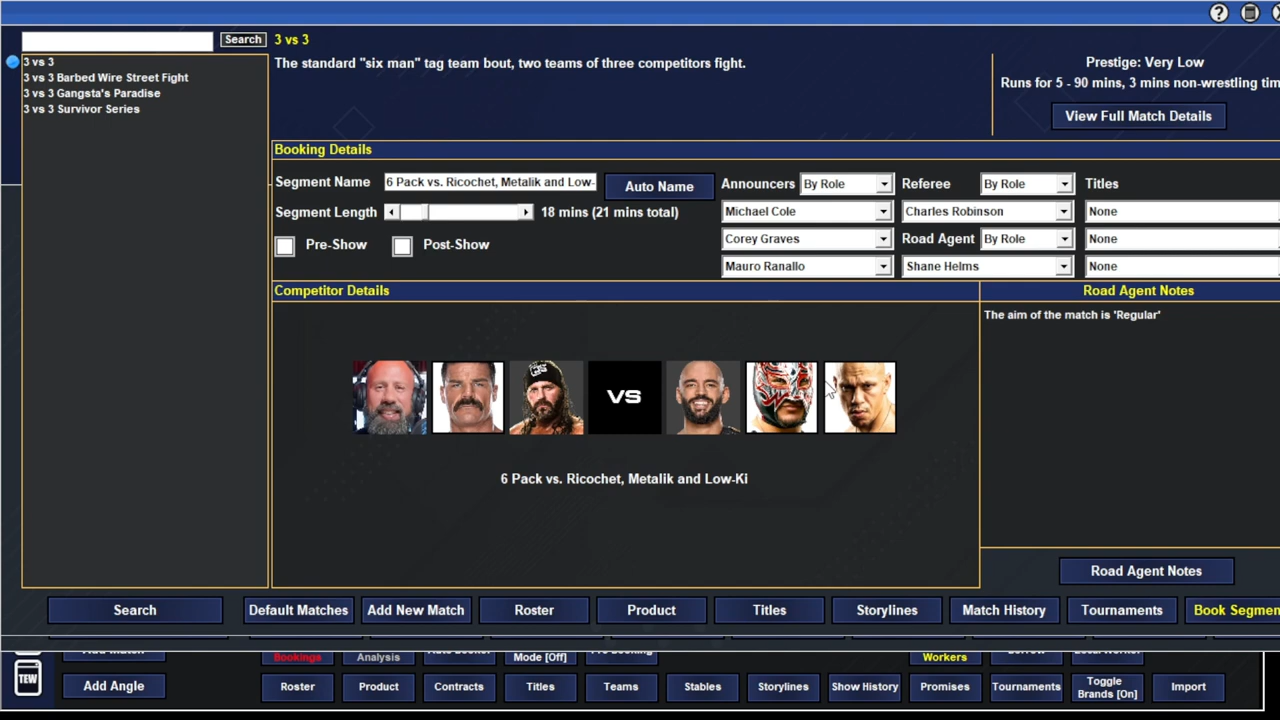 ?
Search
3 vs 3
3 vs 3
3 vs 3 Barbed Wire Street Fight
3 vs 3 Gangsta's Paradise
3 vs 3 Survivor Series
The standard "six man" tag team bout, two teams of three competitors fight.
Prestige: Very Low
Runs for 5 - 90 mins, 3 mins non-wrestling tim
View Full Match Details
Booking Details
Segment Name
6 Pack vs. Ricochet, Metalik and Low-
Auto Name
Announcers
By Role
Referee
By Role
Titles
Segment Length
18 mins (21 mins total)
Michael Cole
Charles Robinson
None
Pre-Show
Post-Show
Corey Graves
Road Agent
By Role
None
Mauro Ranallo
Shane Helms
None
Competitor Details
Road Agent Notes
The aim of the match is 'Regular'
VS
6 Pack vs. Ricochet, Metalik and Low-Ki
Road Agent Notes
Search
Default Matches
Add New Match
Roster
Product
Titles
Storylines
Match History
Tournaments
Book Segmen
Bookings
Analysis
Mode [Off]
Workers
TEW
Add Angle
Roster
Product
Contracts
Titles
Teams
Stables
Storylines
Show History
Promises
Tournaments
Toggle
Brands [On]
Import